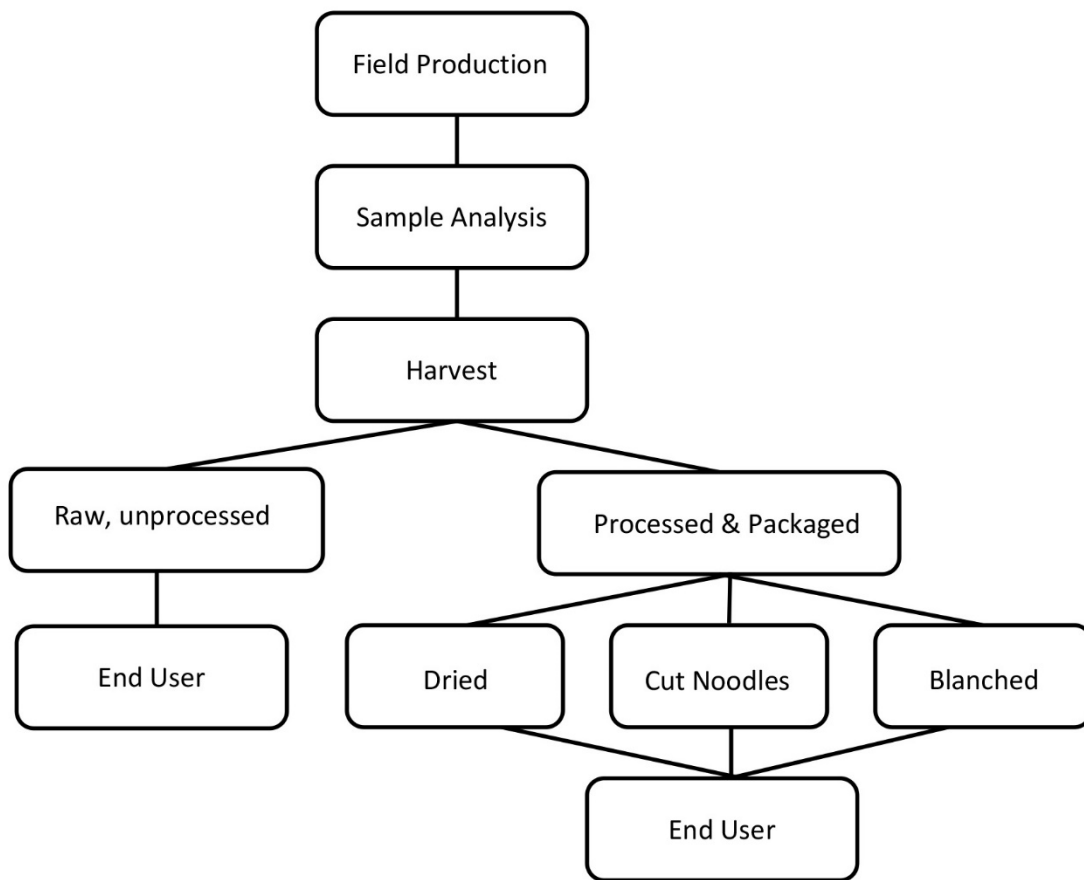 Field Production
Sample Analysis
Harvest
Raw, unprocessed
Processed & Packaged
End User
Dried
Cut Noodles
Blanched
End User